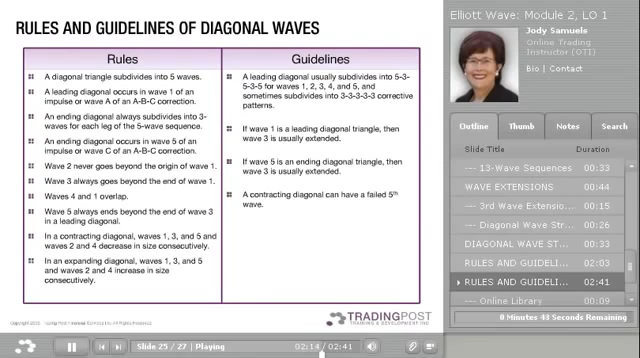 RULES AND GUIDELINES OF DIAGONAL WAVES
Rules
A diagonal triangle subdivides into 5 waves.
A leading diagonal occurs in wave 1 of an
impulse or wave A of an A-B-C correction.
An ending diagonal always subdivides into 3-
waves for each leg of the 5-wave sequence.
An ending diagonal occurs in wave 5 of an
impulse or wave C of an A-B-C correction.
Wave 2 never goes beyond the origin of wave 1.
Wave 3 always goes beyond the end of wave 1.
Waves 4 and 1 overlap.
Wave 5 always ends beyond the end of wave 3
in a leading diagonal.
In a contracting diagonal, waves 1, 3, and 5 and
waves 2 and 4 decrease in size consecutively.
In an expanding diagonal, waves 1, 3, and 5
and waves 2 and 4 increase in size
consecutively.
Guidelines
A leading diagonal usually subdivides into 5-3-
5-3-5 for waves 1, 2, 3, 4, and 5, and
sometimes subdivides into 3-3-3-3-3 corrective
patterns.
If wave 1 is a leading diagonal triangle, then
wave 3 is usually extended.
If wave 5 is an ending diagonal triangle, then
wave 3 is usually extended.
A contracting diagonal can have a failed 5th
wave.
TRADINGPOST
TRAINING & DEVELOPMENT INC
Slide 25 / 27 | Playing
02:14 / 02:41
Elliott Wave: Module 2, LO 1
Jody Samuels
Online Trading
Instructor (OTI)
Bio | Contact
Outline
Thumb
Notes
Search
Slide Title
Duration
--- 13-Wave Sequences 00:33
WAVE EXTENSIONS 00:44
--- 3rd Wave Extensio... 00:15
--- Diagonal Wave Str... 00:26
DIAGONAL WAVE ST... 00:33
RULES AND GUIDELI... 02:03
RULES AND GUIDELI... 02:41
--- Online Library 00:09
0 Minutes 43 Seconds Remaining